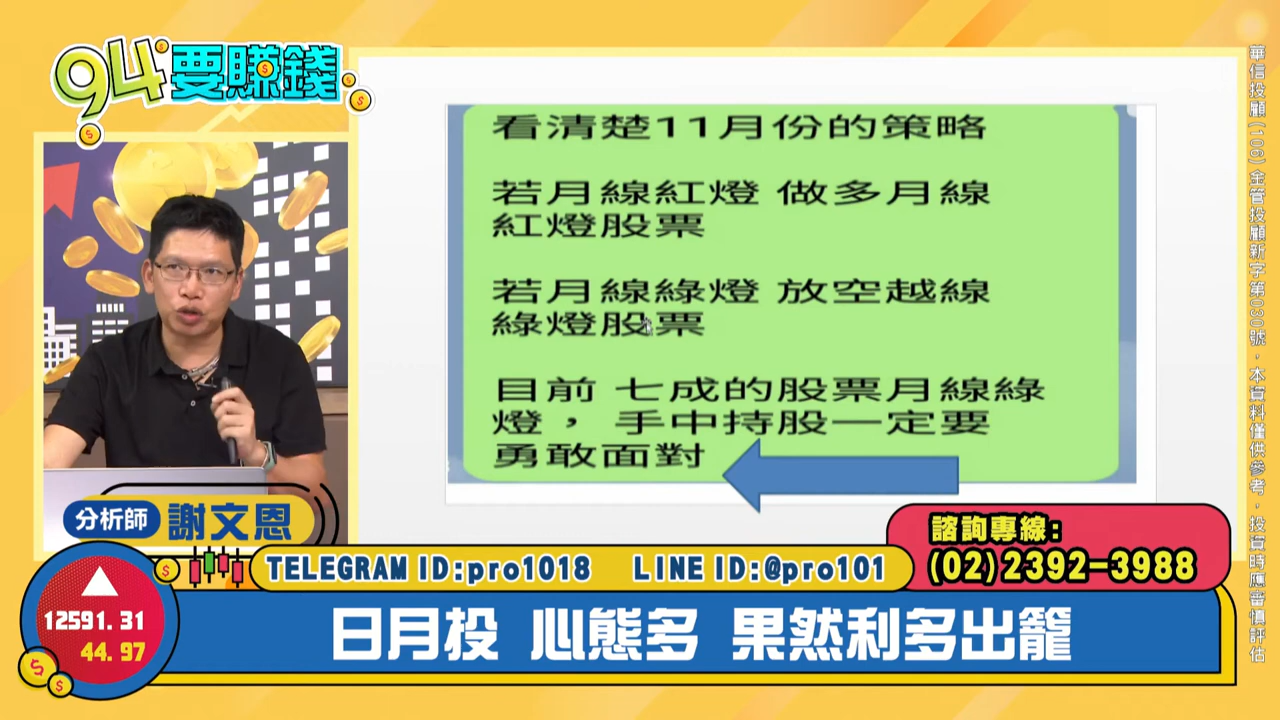 94要賺錢
看清楚11月份的策略
若月線紅燈 做多月線
紅燈股票
若月線綠燈 放空越線
綠燈股票
目前 七成的股票月線綠
燈， 手中持股一定要
勇敢面對
分析師 謝文恩
TELEGRAM ID:pro1018 LINE ID:@pro101
諮詢專線:
(02)2392-3988
12591.31
44.97
日月投 心態多 果然利多出籠
華信投顧(106)金管投顧新字第030號，本資料僅供參考，投資時應審慎評估